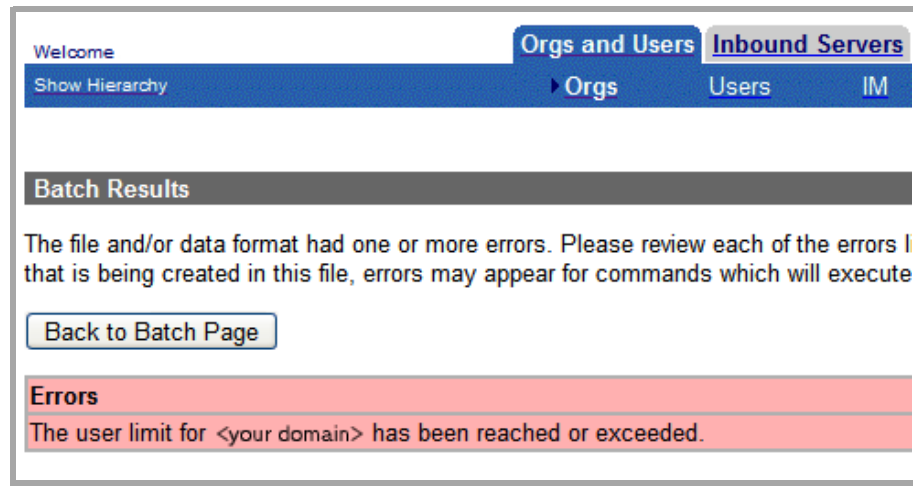 Welcome
Orgs and Users
Inbound Servers
Show Hierarchy
Orgs
Users
IM
Batch Results
The file and/or data format had one or more errors. Please review each of the errors
that is being created in this file, errors may appear for commands which will execute
Back to Batch Page
Errors
The user limit for <your domain> has been reached or exceeded.